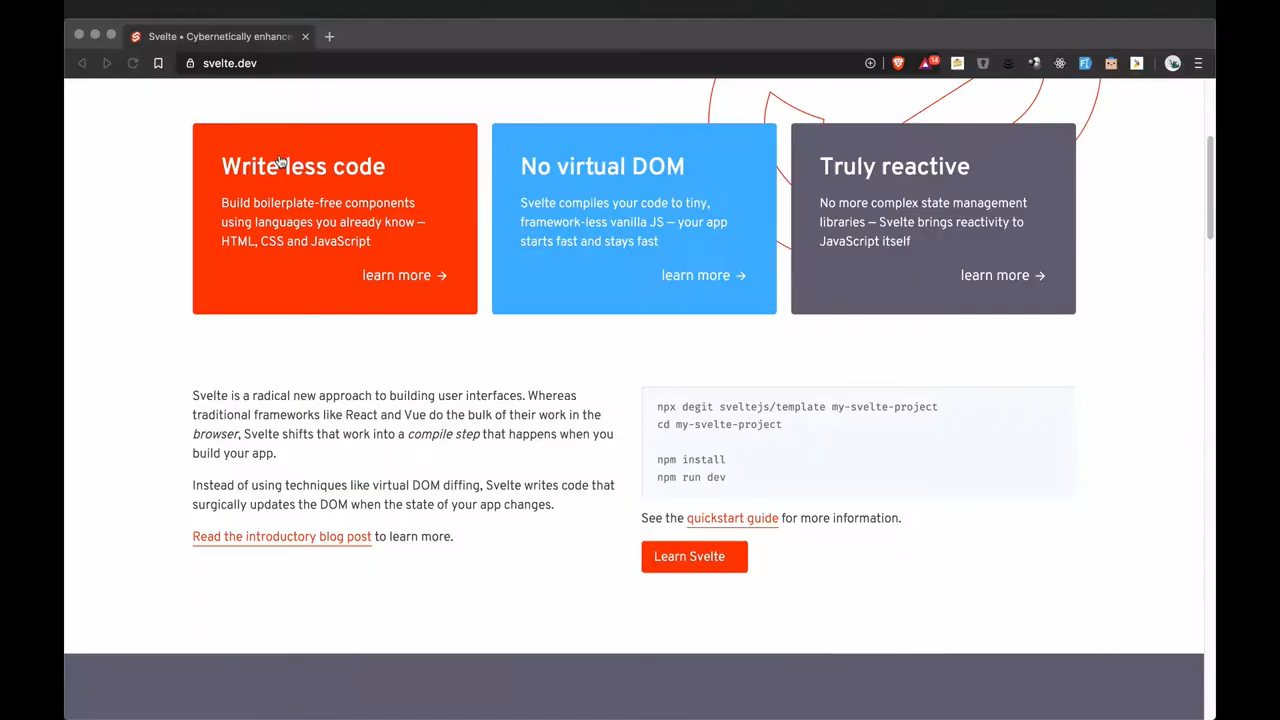 Svelte • Cybernetically enhance
svelte.dev
14
Write less code
Build boilerplate-free components
using languages you already know —
HTML, CSS and JavaScript
learn more →
No virtual DOM
Svelte compiles your code to tiny,
framework-less vanilla JS — your app
starts fast and stays fast
learn more →
Truly reactive
No more complex state management
libraries — Svelte brings reactivity to
JavaScript itself
learn more →
Svelte is a radical new approach to building user interfaces. Whereas
traditional frameworks like React and Vue do the bulk of their work in the
browser, Svelte shifts that work into a compile step that happens when you
build your app.
Instead of using techniques like virtual DOM diffing, Svelte writes code that
surgically updates the DOM when the state of your app changes.
Read the introductory blog post to learn more.
npx degit sveltejs/template my-svelte-project
cd my-svelte-project
npm install
npm run dev
See the quickstart guide for more information.
Learn Svelte